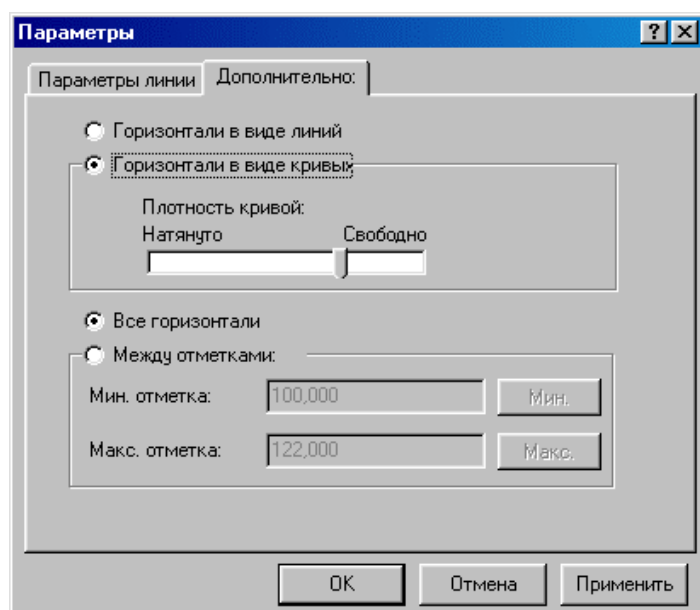 Параметры
Параметры линии
Дополнительно:
Горизонтали в виде линий
Горизонтали в виде кривых
Плотность кривой:
Натянуто Свободно
Все горизонтали
Между отметками:
Мин. отметка: 100,000 Мин.
Макс. отметка: 122,000 Макс.
OK Отмена Применить